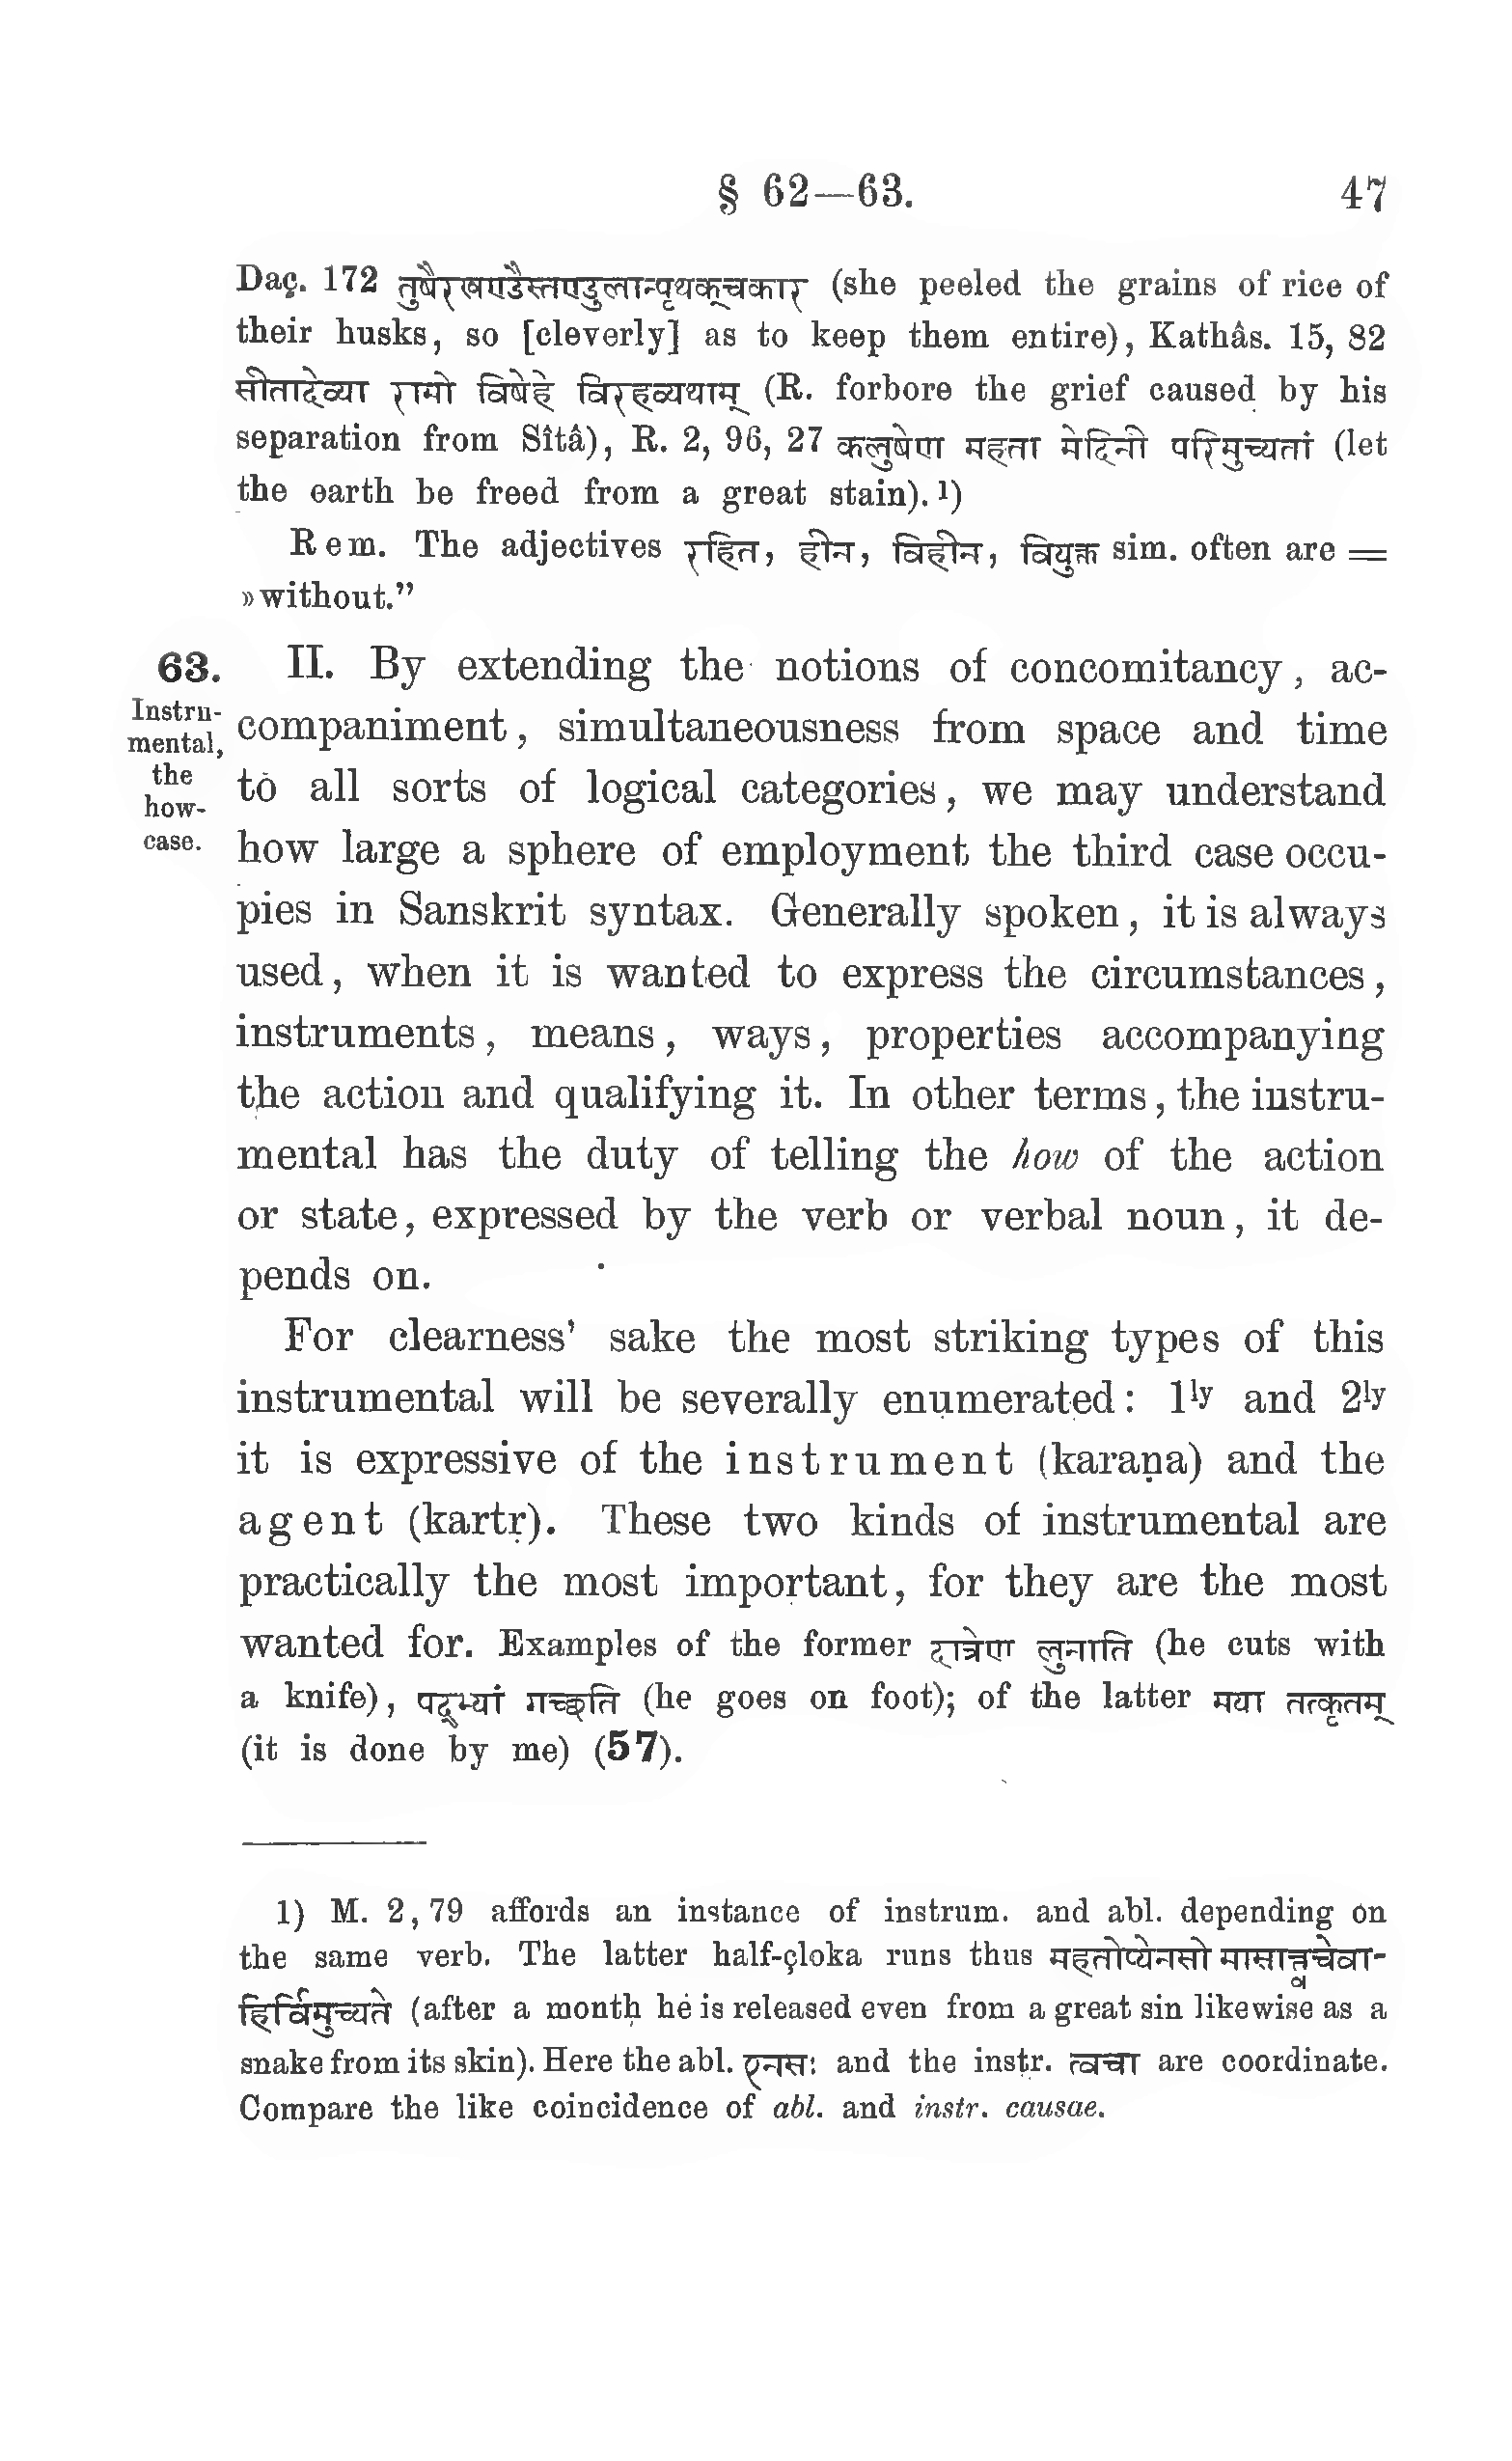 § 62—63. 47
Daç. 172 तुषैरखण्डैस्तण्डुलान्पृथक्चकार (she peeled the grains of rice of
their husks, so [cleverly] as to keep them entire), Kathâs. 15, 82
सीतादेव्या रामो विषेहे विरहव्यथाम् (R. forbore the grief caused by his
separation from Sîtâ), R. 2, 96, 27 कलुषेण महता मेदिनी परिमुच्यतां (let
the earth be freed from a great stain). ¹)
Rem. The adjectives रहित, हीन, विहीन, वियुक्त sim. often are =
»without.”
63. II. By extending the notions of concomitancy, ac-
Instru-
mental,
the
how-
case.
companiment, simultaneousness from space and time
to all sorts of logical categories, we may understand
how large a sphere of employment the third case occu-
pies in Sanskrit syntax. Generally spoken, it is always
used, when it is wanted to express the circumstances,
instruments, means, ways, properties accompanying
the action and qualifying it. In other terms, the instru-
mental has the duty of telling the how of the action
or state, expressed by the verb or verbal noun, it de-
pends on.
For clearness’ sake the most striking types of this
instrumental will be severally enumerated: 1ˡʸ and 2ˡʸ
it is expressive of the instrument (karaṇa) and the
agent (kartṛ). These two kinds of instrumental are
practically the most important, for they are the most
wanted for. Examples of the former दात्रेण लुनाति (he cuts with
a knife), पद्भ्यां गच्छति (he goes on foot); of the latter मया तत्कृतम्
(it is done by me) (57).
1) M. 2, 79 affords an instance of instrum. and abl. depending on
the same verb. The latter half-çloka runs thus महतोप्येनसो मासात्त्वचेवा-
हिर्विमुच्यते (after a month he is released even from a great sin likewise as a
snake from its skin). Here the abl. एनसः and the instr. त्वचा are coordinate.
Compare the like coincidence of abl. and instr. causae.